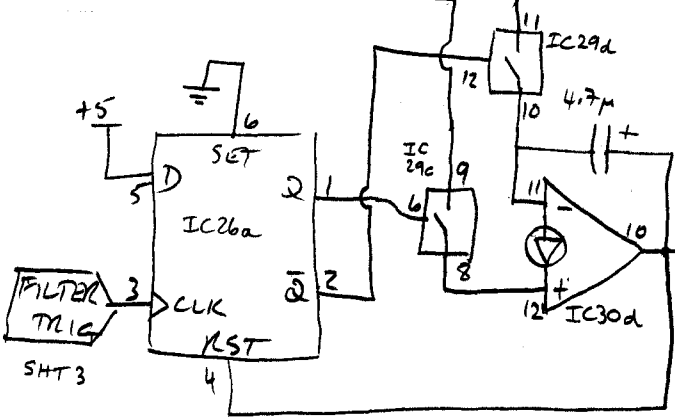 11
IC29d
12
10
4.7µ
+
+5
6
SET
D
5
Q
1
IC26a
IC
29c
9
6
8
11
-
10
+
12
IC30d
FILTER
TRIG
3
CLK
Q̅
2
RST
4
SHT 3